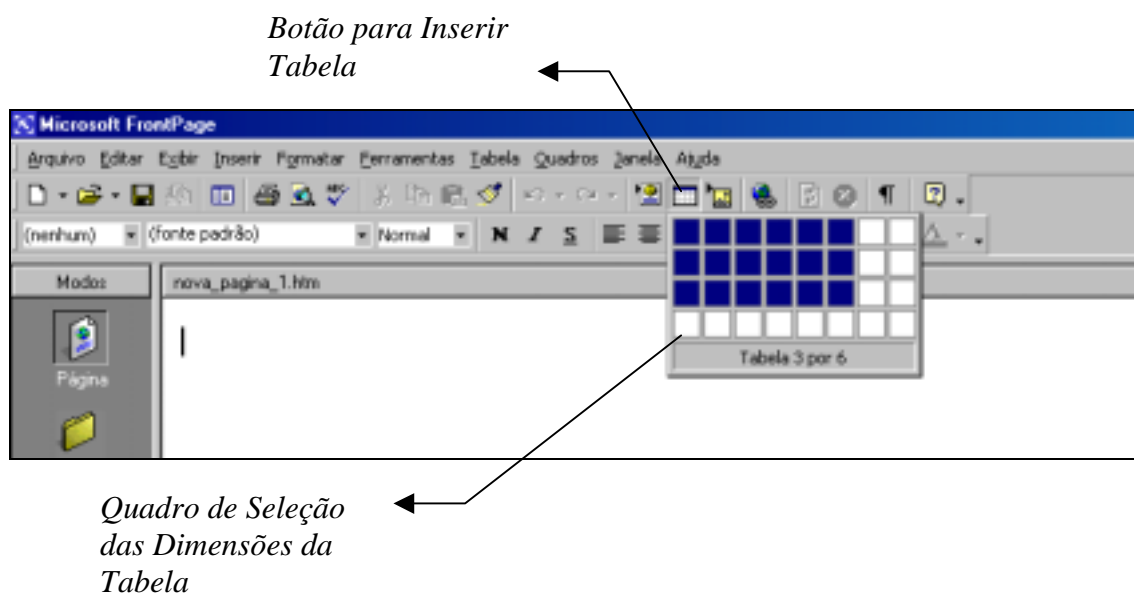 Botão para Inserir
Tabela
Microsoft FrontPage
Arquivo Editar Exibir Inserir Formatar Ferramentas Tabela Quadros Janela Ajuda
(nenhum) (fonte padrão) Normal N I S A
Modos nova_pagina_1.htm
Página
Tabela 3 por 6
Quadro de Seleção
das Dimensões da
Tabela